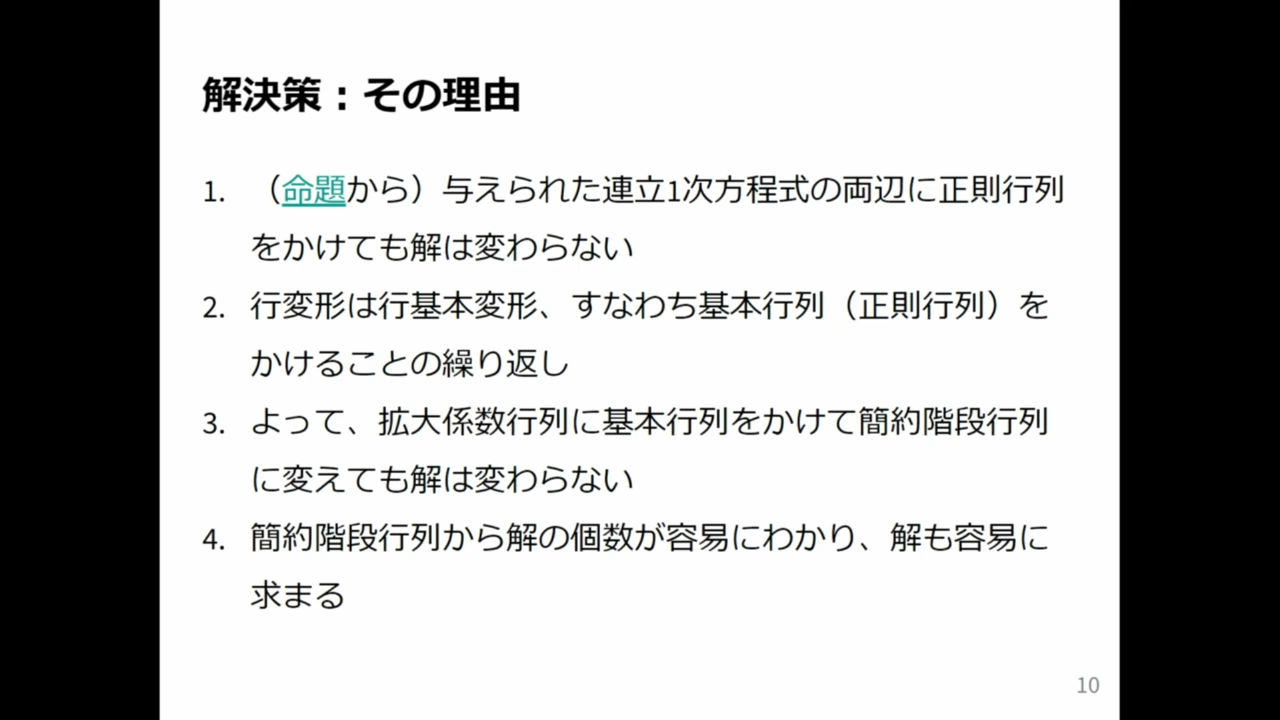 解決策：その理由
1. （命題から）与えられた連立1次方程式の両辺に正則行列
をかけても解は変わらない
2. 行変形は行基本変形、すなわち基本行列（正則行列）を
かけることの繰り返し
3. よって、拡大係数行列に基本行列をかけて簡約階段行列
に変えても解は変わらない
4. 簡約階段行列から解の個数が容易にわかり、解も容易に
求まる
10